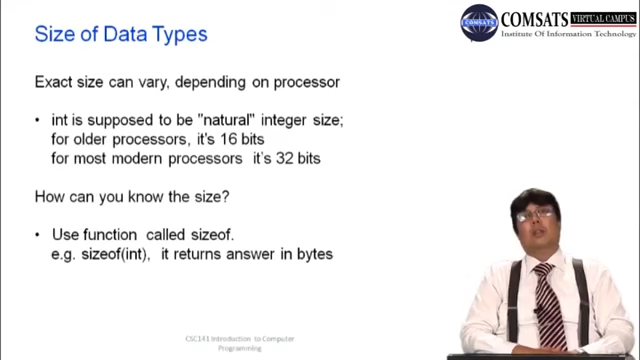 Size of Data Types
COMSATS VIRTUAL CAMPUS
Institute Of Information Technology
Exact size can vary, depending on processor
• int is supposed to be "natural" integer size;
for older processors, it's 16 bits
for most modern processors it's 32 bits
How can you know the size?
• Use function called sizeof.
e.g. sizeof(int), it returns answer in bytes
CSC141 Introduction to Computer
Programming